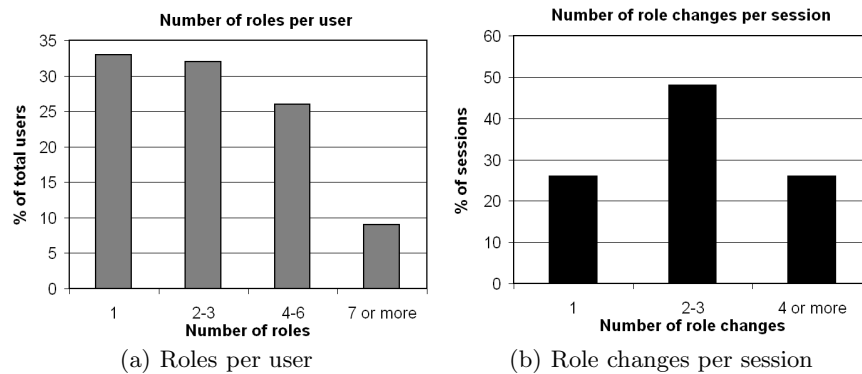 Number of roles per user
35
30
25
20
15
10
5
0
% of total users
1 2-3 4-6 7 or more
Number of roles
(a) Roles per user
Number of role changes per session
60
50
40
30
20
10
0
% of sessions
1 2-3 4 or more
Number of role changes
(b) Role changes per session